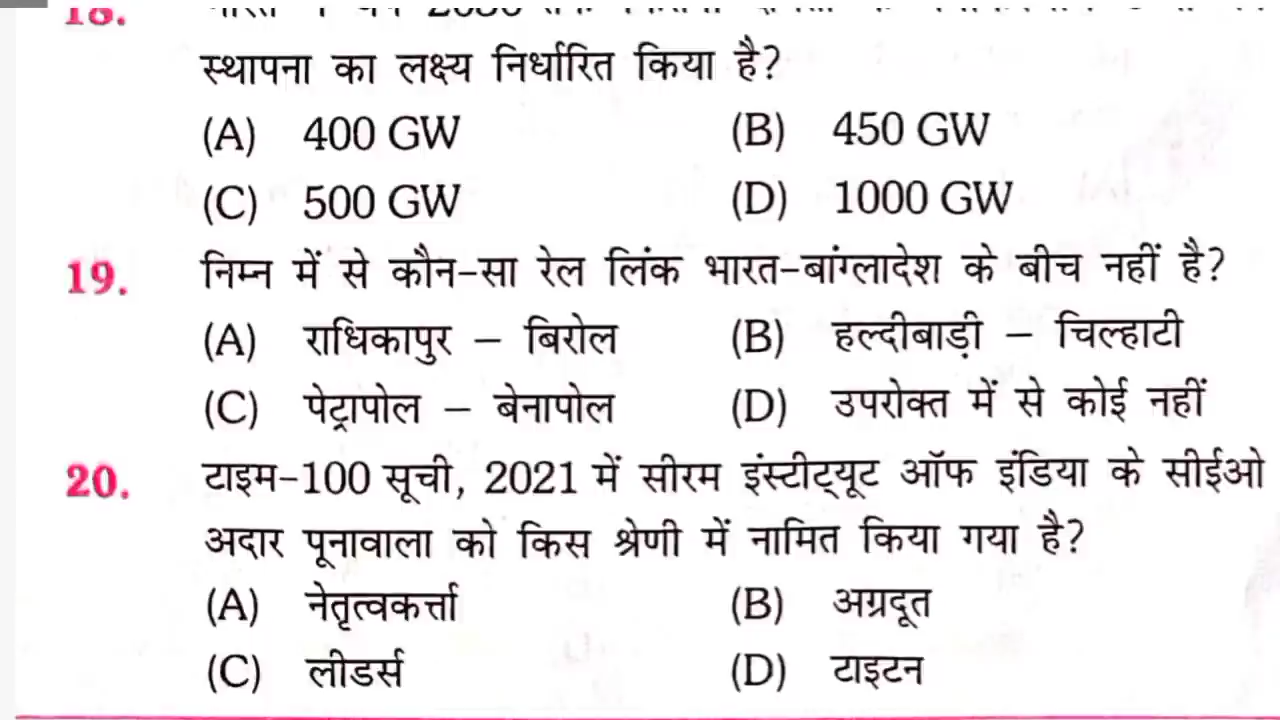 18.
स्थापना का लक्ष्य निर्धारित किया है?
(A) 400 GW (B) 450 GW
(C) 500 GW (D) 1000 GW
19. निम्न में से कौन-सा रेल लिंक भारत-बांग्लादेश के बीच नहीं है?
(A) राधिकापुर – बिरोल (B) हल्दीबाड़ी – चिल्हाटी
(C) पेट्रापोल – बेनापोल (D) उपरोक्त में से कोई नहीं
20. टाइम-100 सूची, 2021 में सीरम इंस्टीट्यूट ऑफ इंडिया के सीईओ
अदार पूनावाला को किस श्रेणी में नामित किया गया है?
(A) नेतृत्वकर्त्ता (B) अग्रदूत
(C) लीडर्स (D) टाइटन